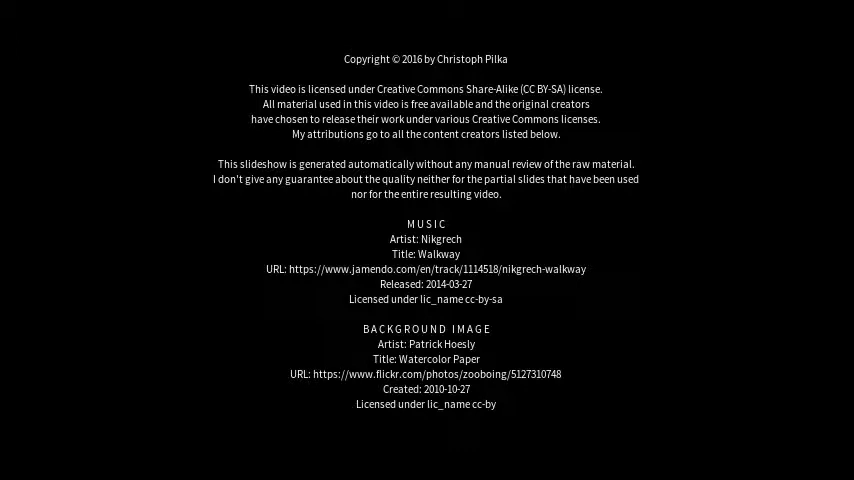 Copyright © 2016 by Christoph Pilka
This video is licensed under Creative Commons Share-Alike (CC BY-SA) license.
All material used in this video is free available and the original creators
have chosen to release their work under various Creative Commons licenses.
My attributions go to all the content creators listed below.
This slideshow is generated automatically without any manual review of the raw material.
I don't give any guarantee about the quality neither for the partial slides that have been used
nor for the entire resulting video.
MUSIC
Artist: Nikgrech
Title: Walkway
URL: https://www.jamendo.com/en/track/1114518/nikgrech-walkway
Released: 2014-03-27
Licensed under lic_name cc-by-sa
BACKGROUND IMAGE
Artist: Patrick Hoesly
Title: Watercolor Paper
URL: https://www.flickr.com/photos/zooboing/5127310748
Created: 2010-10-27
Licensed under lic_name cc-by